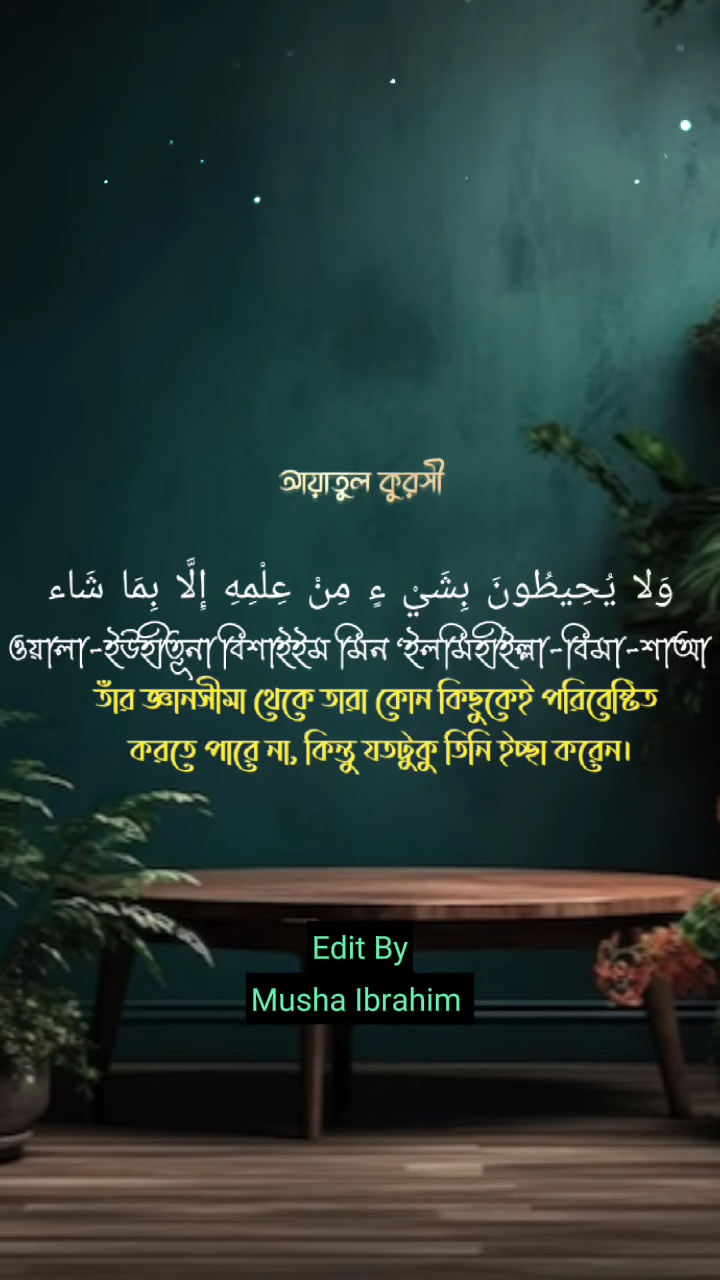 আয়াতুল কুরসী
وَلا يُحِيطُونَ بِشَيْ ءٍ مِنْ عِلْمِهِ إِلَّا بِمَا شَاء
ওয়ালা-ইউহীতূনা বিশাইইম মিন ‘ইলমিহীইল্লা-বিমা-শাআ
তাঁর জ্ঞানসীমা থেকে তারা কোন কিছুকেই পরিবেষ্টিত
করতে পারে না, কিন্তু যতটুকু তিনি ইচ্ছা করেন।
Edit By
Musha Ibrahim